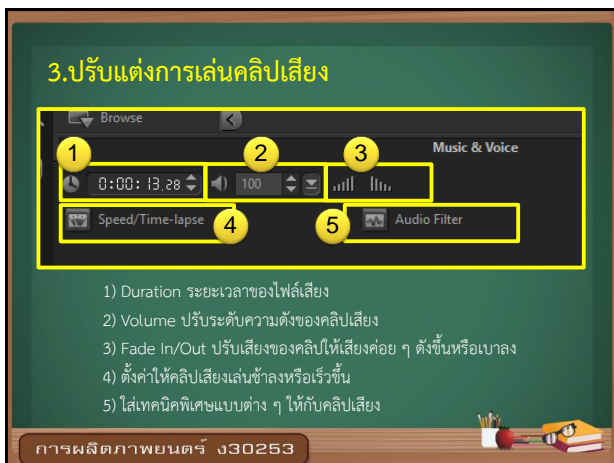 3.ปรับแต่งการเล่นคลิปเสียง
Browse
Music & Voice
1 2 3
0:00:13.28 100
Speed/Time-lapse 4 5 Audio Filter
1) Duration ระยะเวลาของไฟล์เสียง
2) Volume ปรับระดับความดังของคลิปเสียง
3) Fade In/Out ปรับเสียงของคลิปให้เสียงค่อย ๆ ดังขึ้นหรือเบาลง
4) ตั้งค่าให้คลิปเสียงเล่นช้าลงหรือเร็วขึ้น
5) ใส่เทคนิคพิเศษแบบต่าง ๆ ให้กับคลิปเสียง
การผลิตภาพยนตร์ ง30253